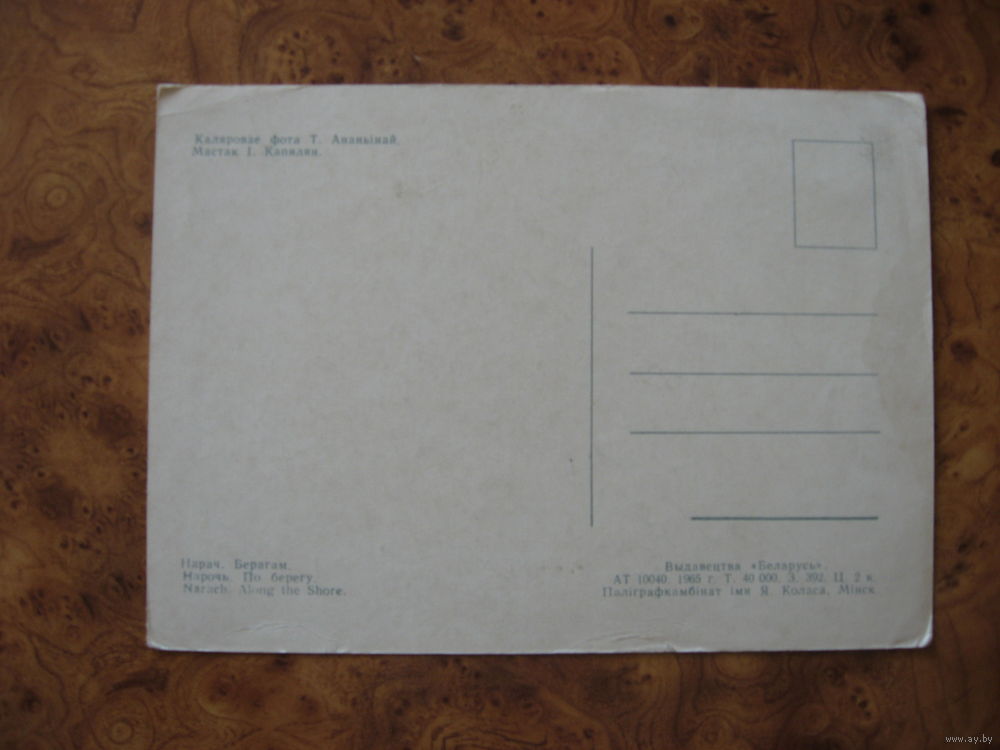 Каляровае фота Т. Ананьінай.
Мастак І. Капилян.
Нарач. Берагам.
Нарочь. По берегу.
Narach. Along the Shore.
Выдавецтва «Беларусь».
АТ 10040. 1965 г. Т. 40 000. З. 392. Ц. 2 к.
Паліграфкамбінат імя Я. Коласа, Мінск
www.ay.by